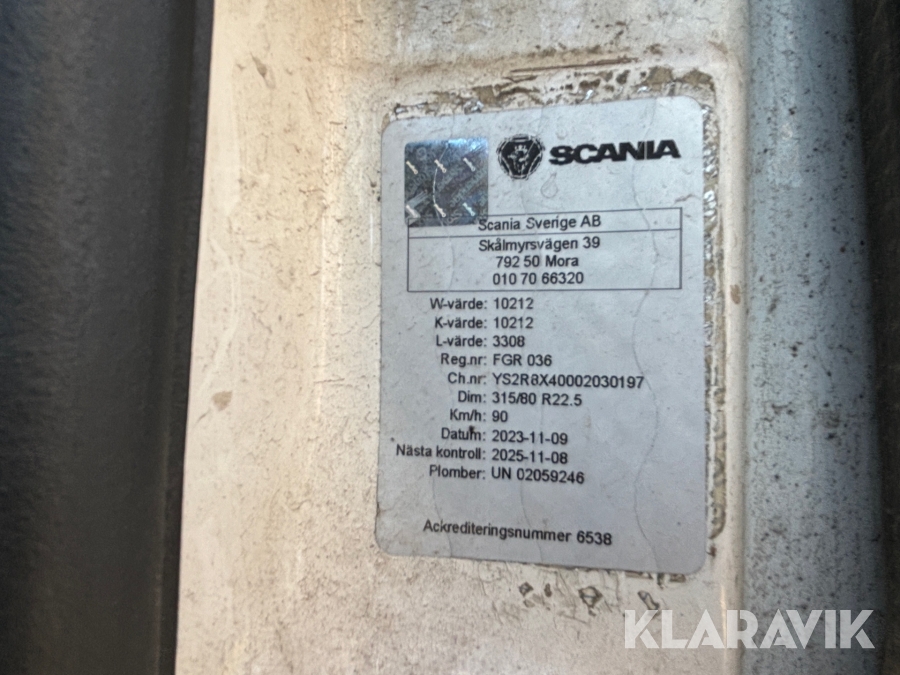 SCANIA
Scania Sverige AB
Skålmyrsvägen 39
792 50 Mora
010 70 66320
W-värde: 10212
K-värde: 10212
L-värde: 3308
Reg.nr: FGR 036
Ch.nr: YS2R8X40002030197
Dim: 315/80 R22.5
Km/h: 90
Datum: 2023-11-09
Nästa kontroll: 2025-11-08
Plomber: UN 02059246
Ackrediteringsnummer 6538
KLARAVIK